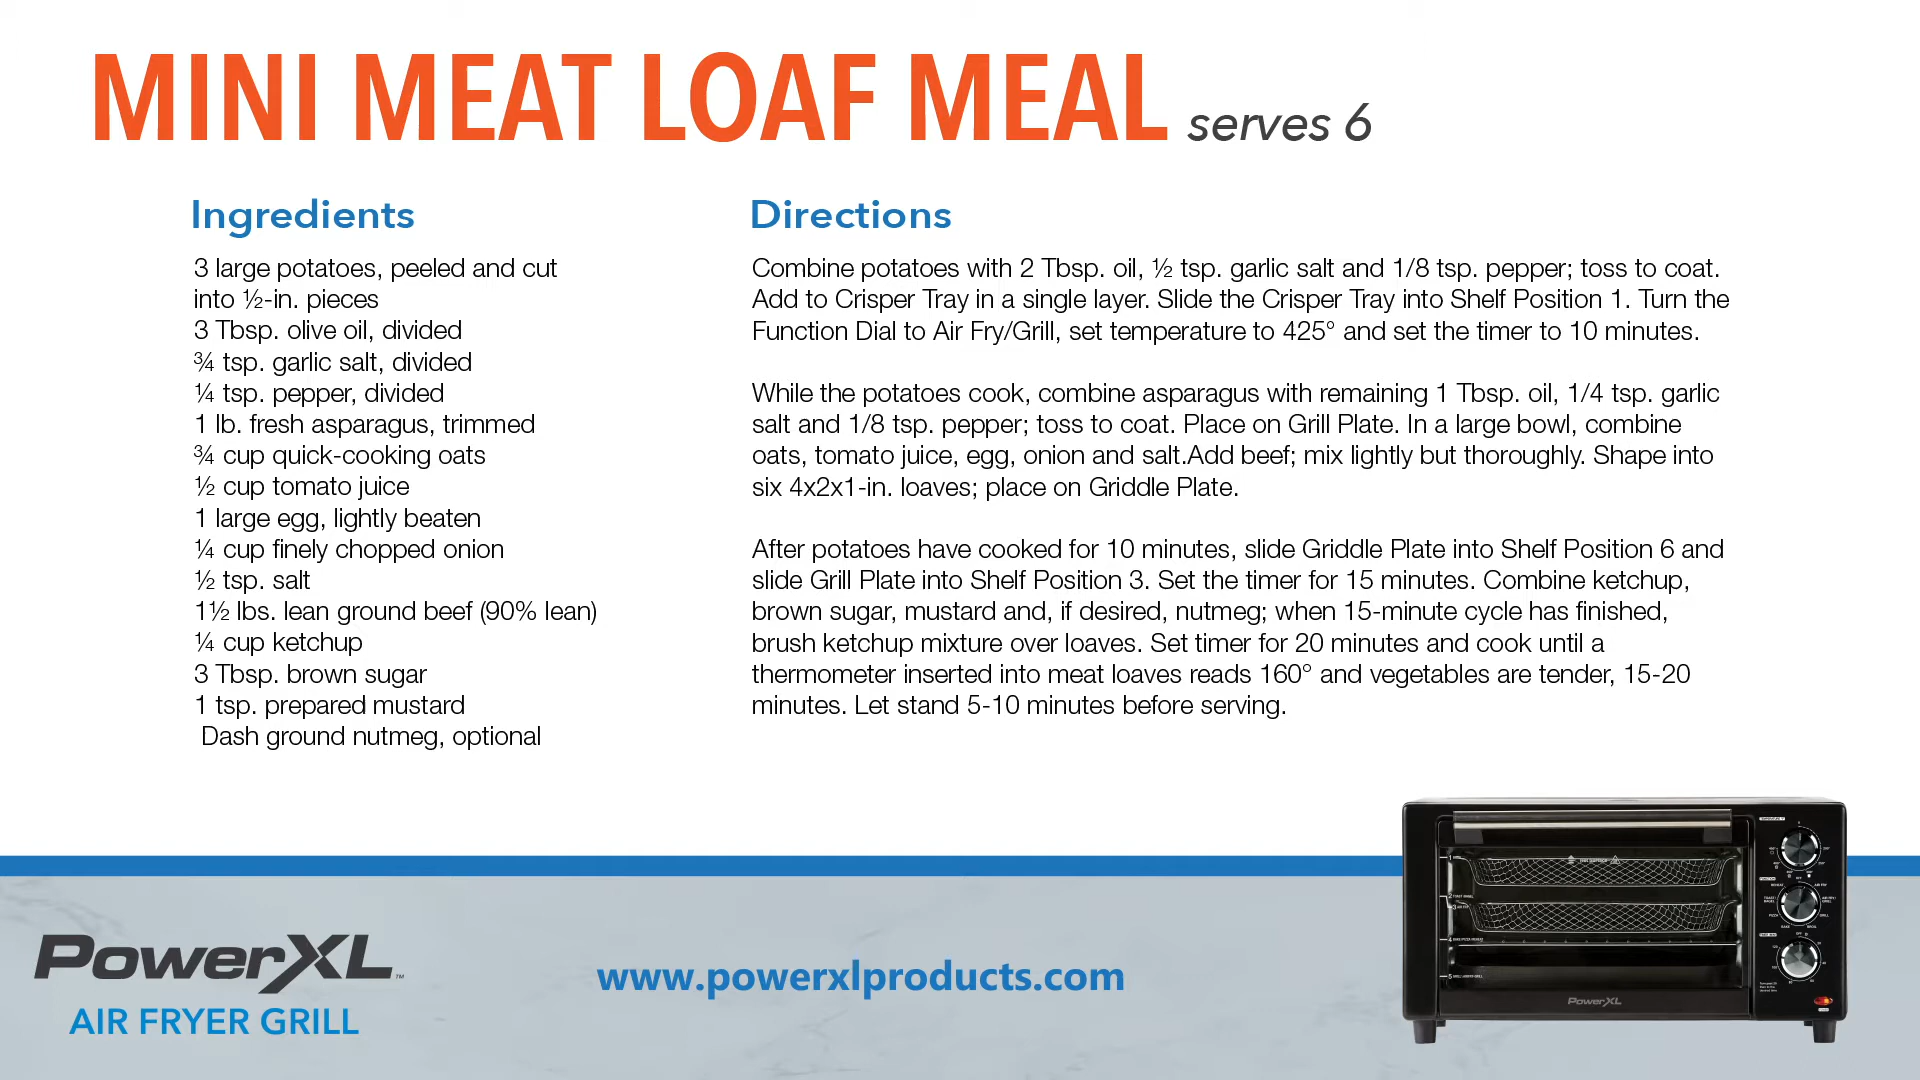 MINI MEAT LOAF MEAL serves 6
Ingredients
3 large potatoes, peeled and cut
into ½-in. pieces
3 Tbsp. olive oil, divided
¾ tsp. garlic salt, divided
¼ tsp. pepper, divided
1 lb. fresh asparagus, trimmed
¾ cup quick-cooking oats
½ cup tomato juice
1 large egg, lightly beaten
¼ cup finely chopped onion
½ tsp. salt
1½ lbs. lean ground beef (90% lean)
¼ cup ketchup
3 Tbsp. brown sugar
1 tsp. prepared mustard
Dash ground nutmeg, optional
Directions
Combine potatoes with 2 Tbsp. oil, ½ tsp. garlic salt and 1/8 tsp. pepper; toss to coat.
Add to Crisper Tray in a single layer. Slide the Crisper Tray into Shelf Position 1. Turn the
Function Dial to Air Fry/Grill, set temperature to 425° and set the timer to 10 minutes.
While the potatoes cook, combine asparagus with remaining 1 Tbsp. oil, 1/4 tsp. garlic
salt and 1/8 tsp. pepper; toss to coat. Place on Grill Plate. In a large bowl, combine
oats, tomato juice, egg, onion and salt.Add beef; mix lightly but thoroughly. Shape into
six 4x2x1-in. loaves; place on Griddle Plate.
After potatoes have cooked for 10 minutes, slide Griddle Plate into Shelf Position 6 and
slide Grill Plate into Shelf Position 3. Set the timer for 15 minutes. Combine ketchup,
brown sugar, mustard and, if desired, nutmeg; when 15-minute cycle has finished,
brush ketchup mixture over loaves. Set timer for 20 minutes and cook until a
thermometer inserted into meat loaves reads 160° and vegetables are tender, 15-20
minutes. Let stand 5-10 minutes before serving.
PowerXL™
AIR FRYER GRILL
www.powerxlproducts.com
PowerXL